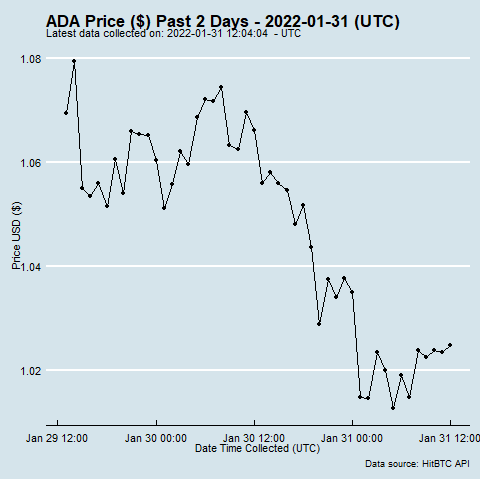 ADA Price ($) Past 2 Days - 2022-01-31 (UTC)
Latest data collected on: 2022-01-31 12:04:04 - UTC
1.08
1.06
1.04
1.02
Price USD ($)
Jan 29 12:00 Jan 30 00:00 Jan 30 12:00 Jan 31 00:00 Jan 31 12:00
Date Time Collected (UTC)
Data source: HitBTC API